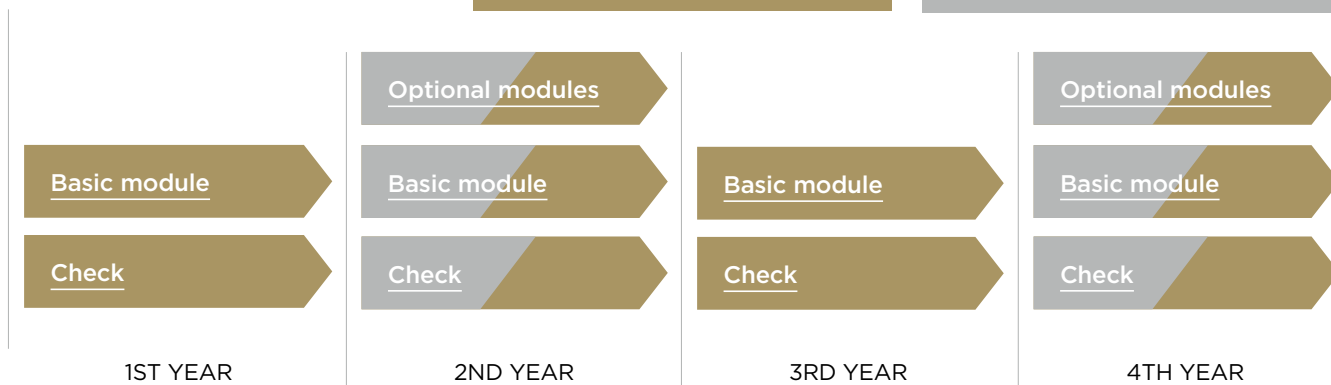 Optional modules
Optional modules
Basic module
Basic module
Basic module
Basic module
Check
Check
Check
Check
1ST YEAR
2ND YEAR
3RD YEAR
4TH YEAR